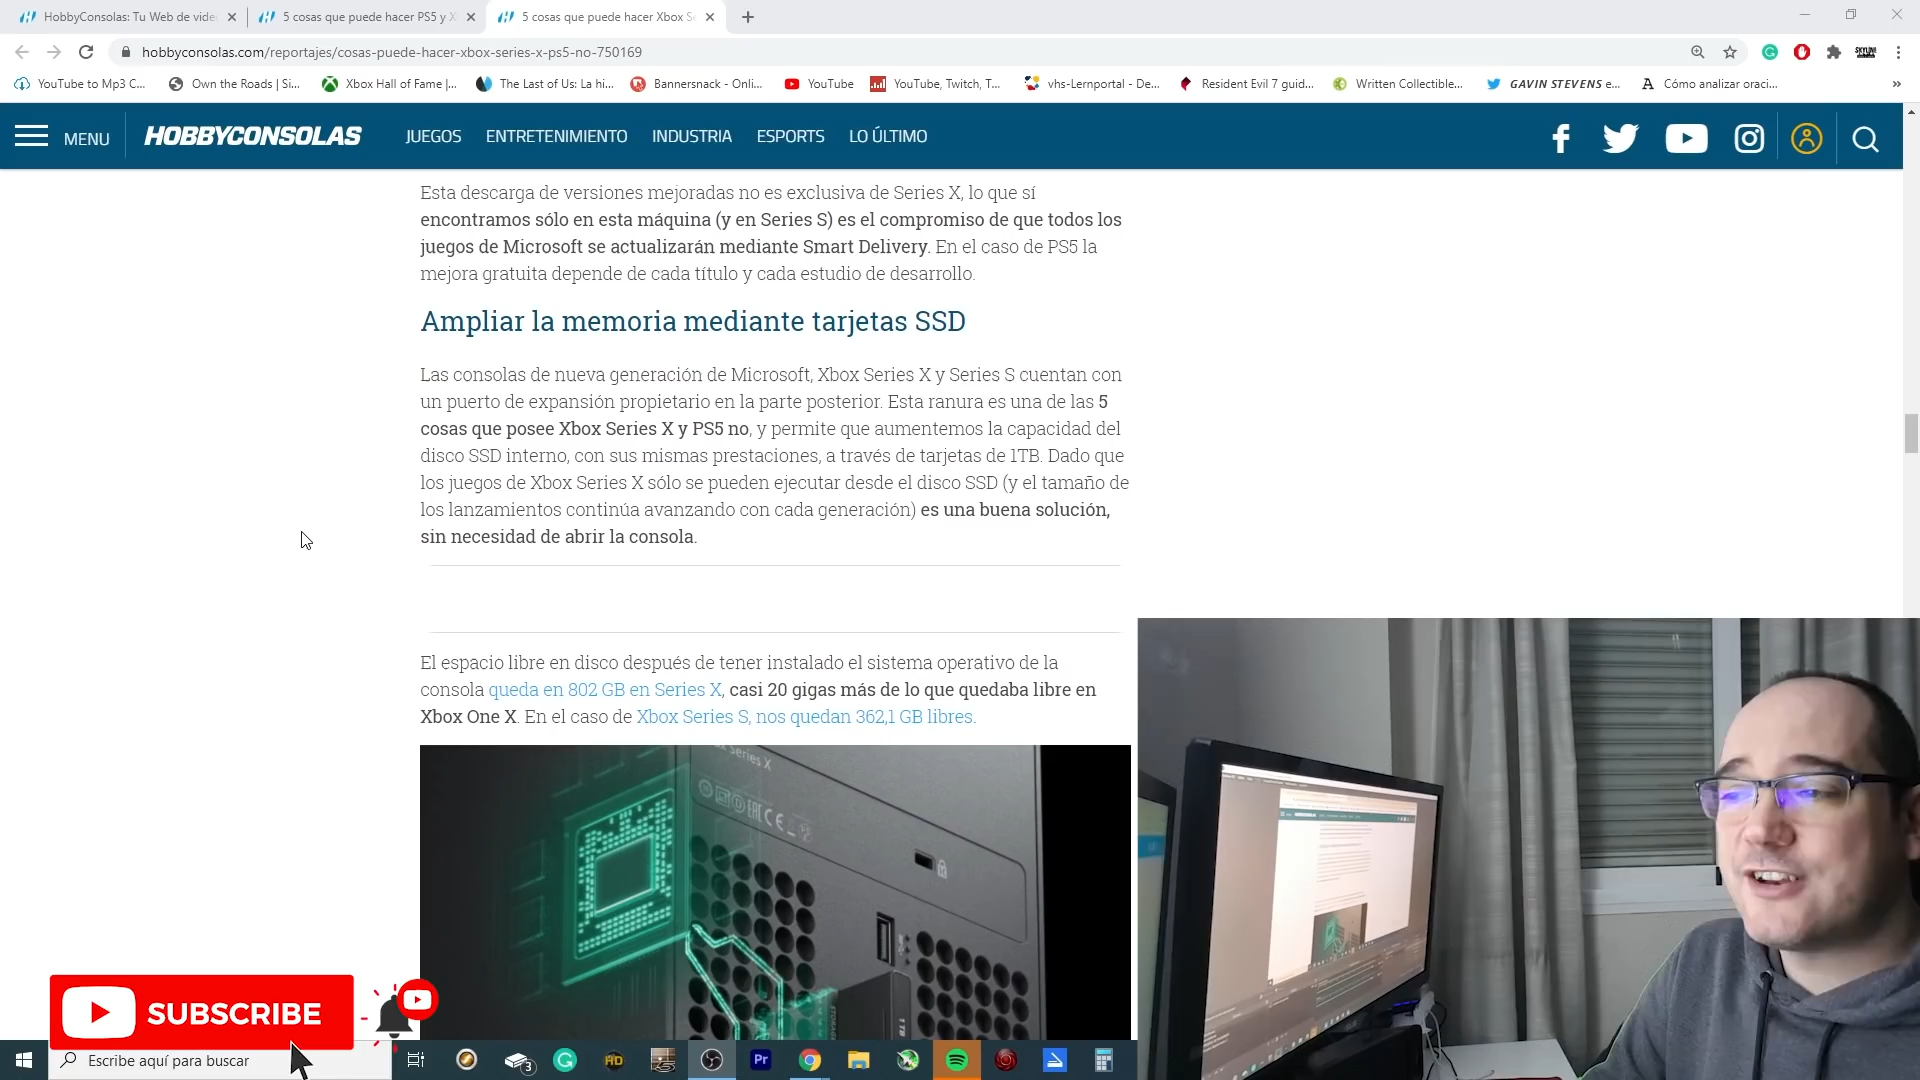 HobbyConsolas: Tu Web de vide
5 cosas que puede hacer PS5 y X
5 cosas que puede hacer Xbox Se
hobbyconsolas.com/reportajes/cosas-puede-hacer-xbox-series-x-ps5-no-750169
YouTube to Mp3 C...
Own the Roads | Si...
Xbox Hall of Fame |...
The Last of Us: La hi...
Bannersnack - Onli...
YouTube
YouTube, Twitch, T...
vhs-Lernportal - De...
Resident Evil 7 guid...
Written Collectible...
GAVIN STEVENS e...
Cómo analizar oraci...
MENU
HOBBYCONSOLAS
JUEGOS
ENTRETENIMIENTO
INDUSTRIA
ESPORTS
LO ÚLTIMO
Esta descarga de versiones mejoradas no es exclusiva de Series X, lo que sí
encontramos sólo en esta máquina (y en Series S) es el compromiso de que todos los
juegos de Microsoft se actualizarán mediante Smart Delivery. En el caso de PS5 la
mejora gratuita depende de cada título y cada estudio de desarrollo.
Ampliar la memoria mediante tarjetas SSD
Las consolas de nueva generación de Microsoft, Xbox Series X y Series S cuentan con
un puerto de expansión propietario en la parte posterior. Esta ranura es una de las 5
cosas que posee Xbox Series X y PS5 no, y permite que aumentemos la capacidad del
disco SSD interno, con sus mismas prestaciones, a través de tarjetas de 1TB. Dado que
los juegos de Xbox Series X sólo se pueden ejecutar desde el disco SSD (y el tamaño de
los lanzamientos continúa avanzando con cada generación) es una buena solución,
sin necesidad de abrir la consola.
El espacio libre en disco después de tener instalado el sistema operativo de la
consola queda en 802 GB en Series X, casi 20 gigas más de lo que quedaba libre en
Xbox One X. En el caso de Xbox Series S, nos quedan 362,1 GB libres.
Series X
1 TB
SUBSCRIBE
Escribe aquí para buscar
3
HD
Pr